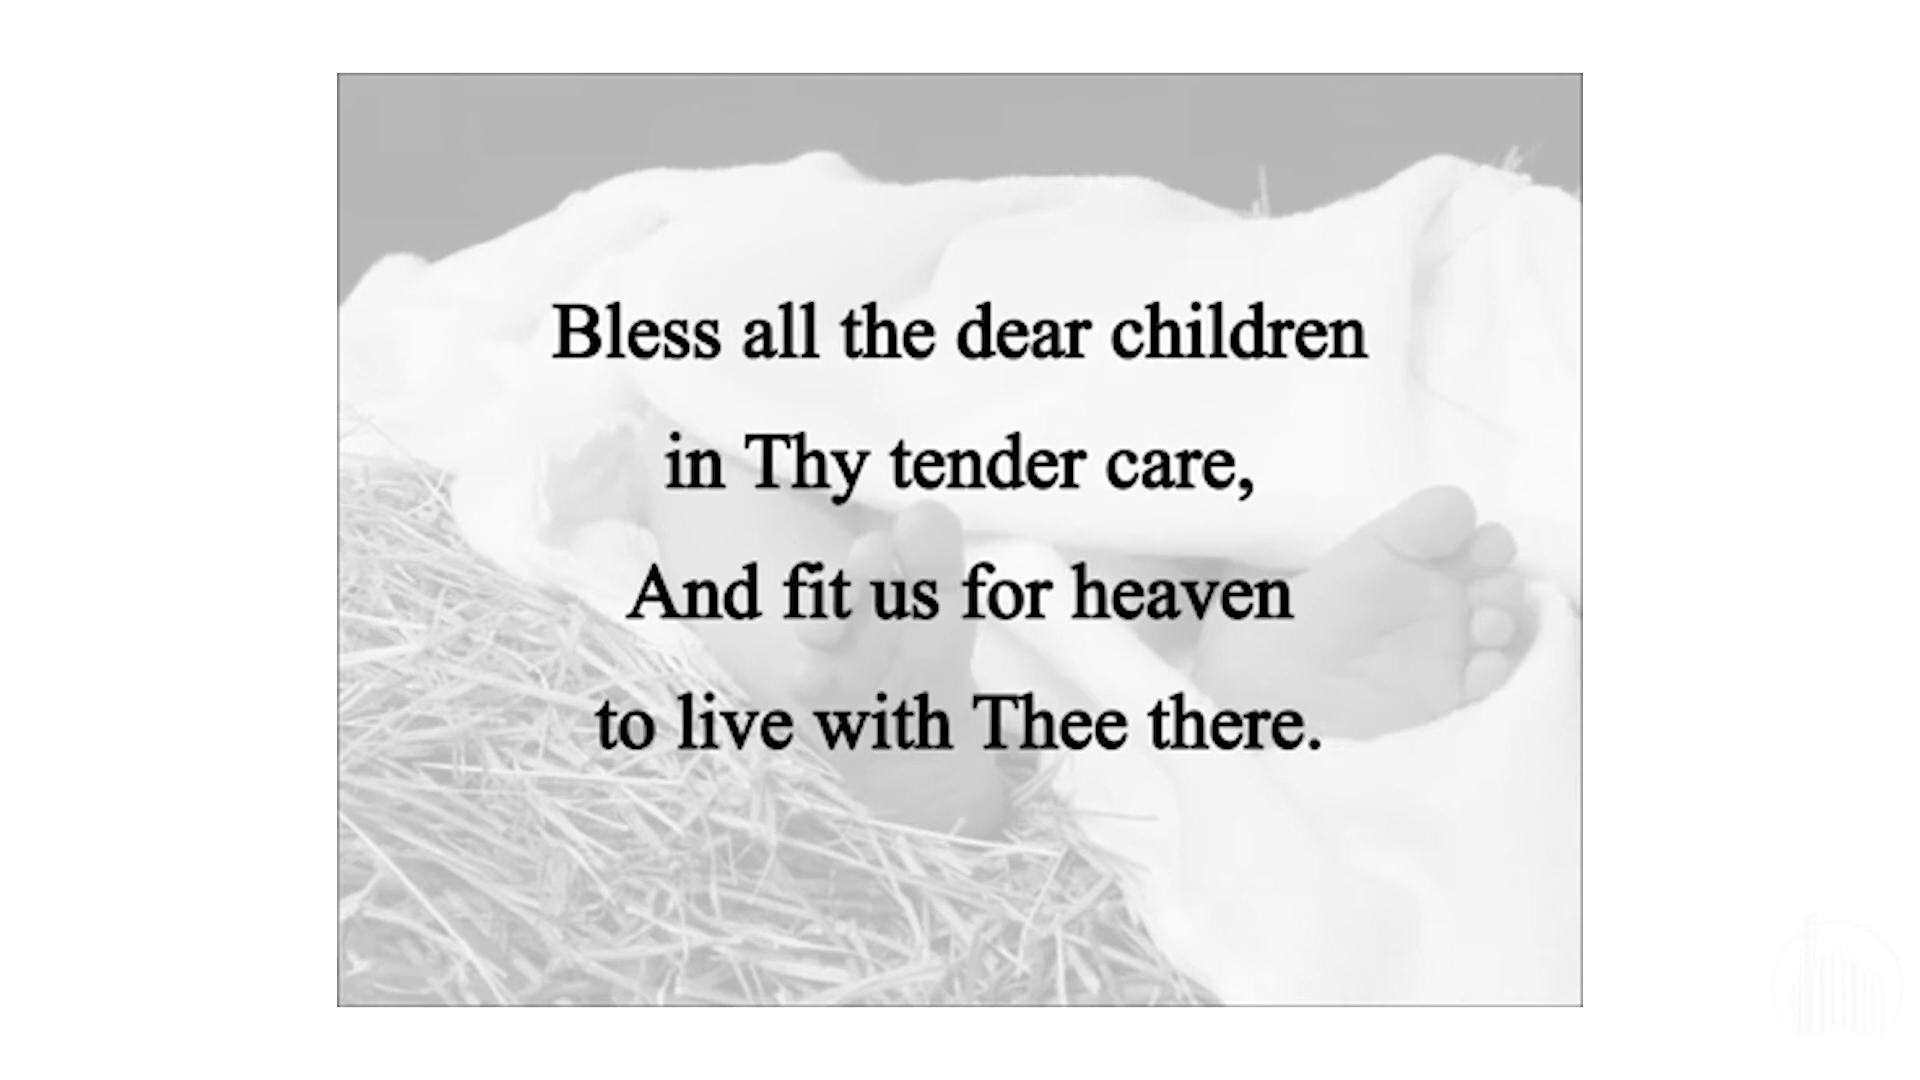 Bless all the dear children
in Thy tender care,
And fit us for heaven
to live with Thee there.